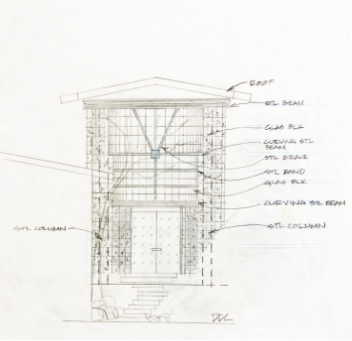 ROOF
STL BEAM
GLAS BLK
CURVING STL
BEAM
STL BRACE
STL BAND
GLAS BLK
CURVING STL BEAM
STL COLUMN
STL COLUMN